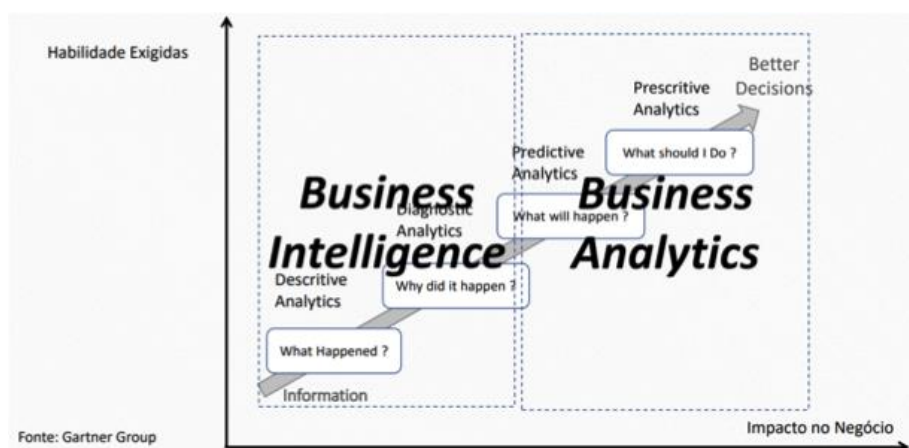 Habilidade Exigidas
Better
Decisions
Prescritive
Analytics
What should I Do ?
Predictive
Analytics
Business
Intelligence
Business
Analytics
What will happen ?
Diagnostic
Analytics
Why did it happen ?
Descritive
Analytics
What Happened ?
Information
Impacto no Negócio
Fonte: Gartner Group